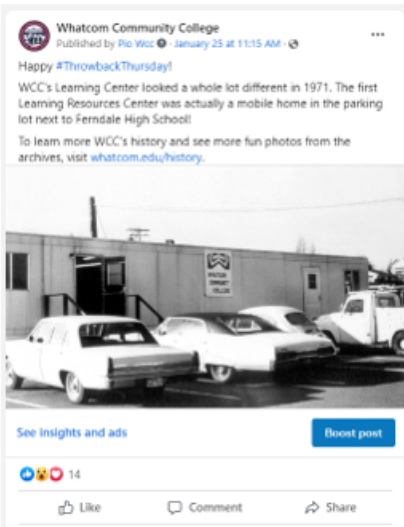 Whatcom Community College
Published by Pio Wcc · January 25 at 11:15 AM ·
Happy #ThrowbackThursday!
WCC's Learning Center looked a whole lot different in 1971. The first
Learning Resources Center was actually a mobile home in the parking
lot next to Ferndale High School!
To learn more WCC's history and see more fun photos from the
archives, visit whatcom.edu/history.
WHATCOM
COMMUNITY
COLLEGE
See insights and ads
Boost post
14
Like
Comment
Share